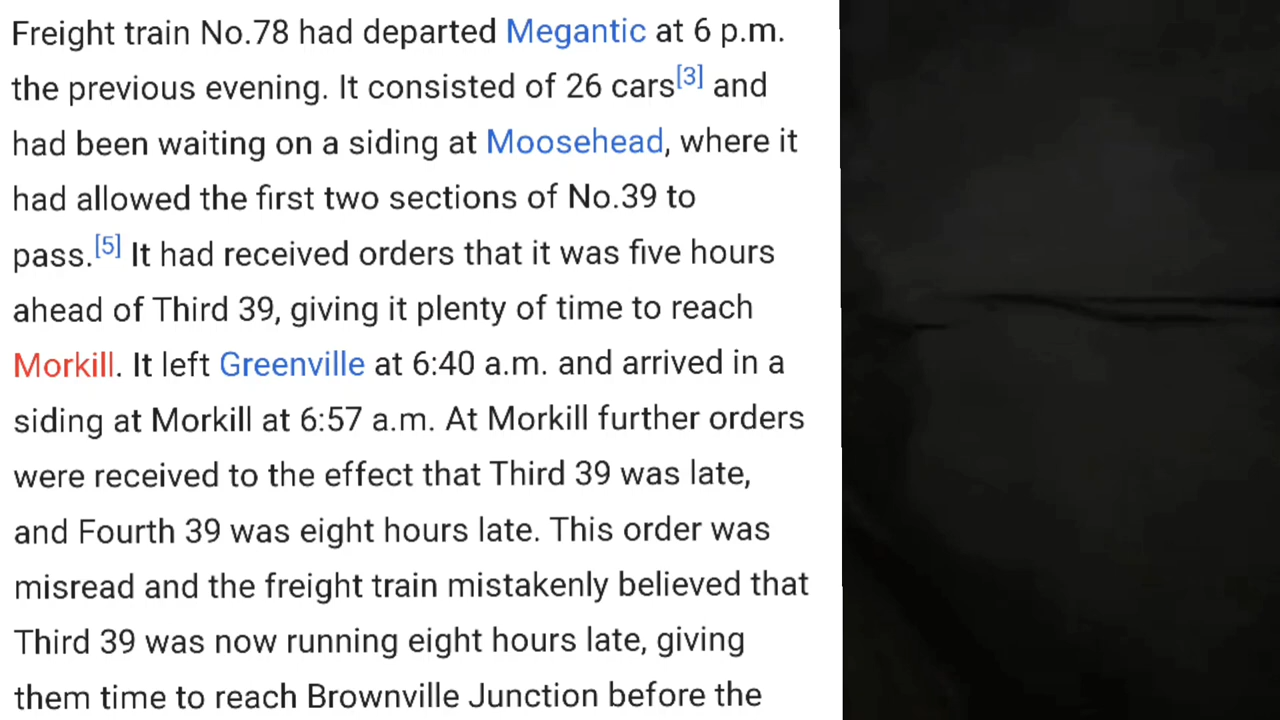 Freight train No.78 had departed Megantic at 6 p.m.
the previous evening. It consisted of 26 cars[3] and
had been waiting on a siding at Moosehead, where it
had allowed the first two sections of No.39 to
pass.[5] It had received orders that it was five hours
ahead of Third 39, giving it plenty of time to reach
Morkill. It left Greenville at 6:40 a.m. and arrived in a
siding at Morkill at 6:57 a.m. At Morkill further orders
were received to the effect that Third 39 was late,
and Fourth 39 was eight hours late. This order was
misread and the freight train mistakenly believed that
Third 39 was now running eight hours late, giving
them time to reach Brownville Junction before the